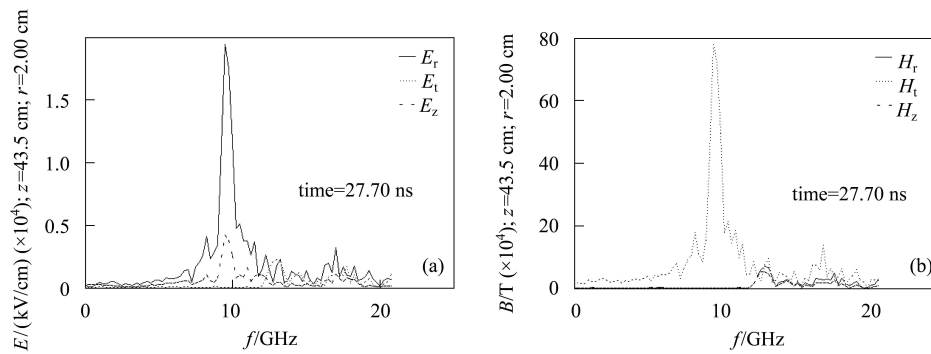 E/(kV/cm) (×10⁴); z=43.5 cm; r=2.00 cm
1.5
1.0
0.5
0
0
10
20
f/GHz
E_r
E_t
E_z
time=27.70 ns
(a)
B/T (×10⁴); z=43.5 cm; r=2.00 cm
80
60
40
20
0
0
10
20
f/GHz
H_r
H_t
H_z
time=27.70 ns
(b)